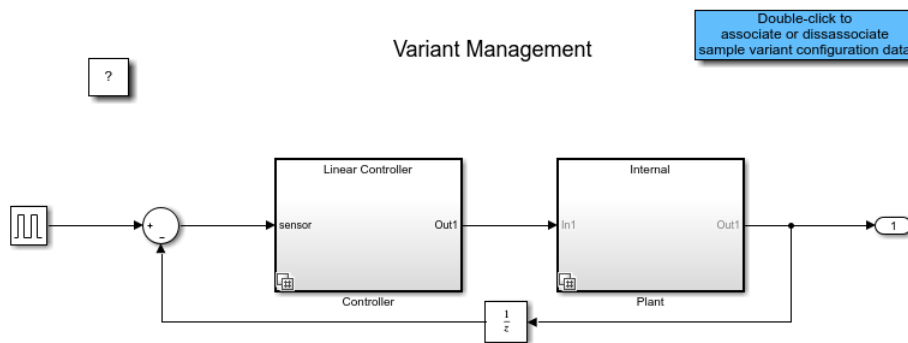 Double-click to
associate or dissassociate
sample variant configuration data
Variant Management
?
Linear Controller
Internal
+
−
sensor
Out1
In1
Out1
1
Controller
Plant
1
z